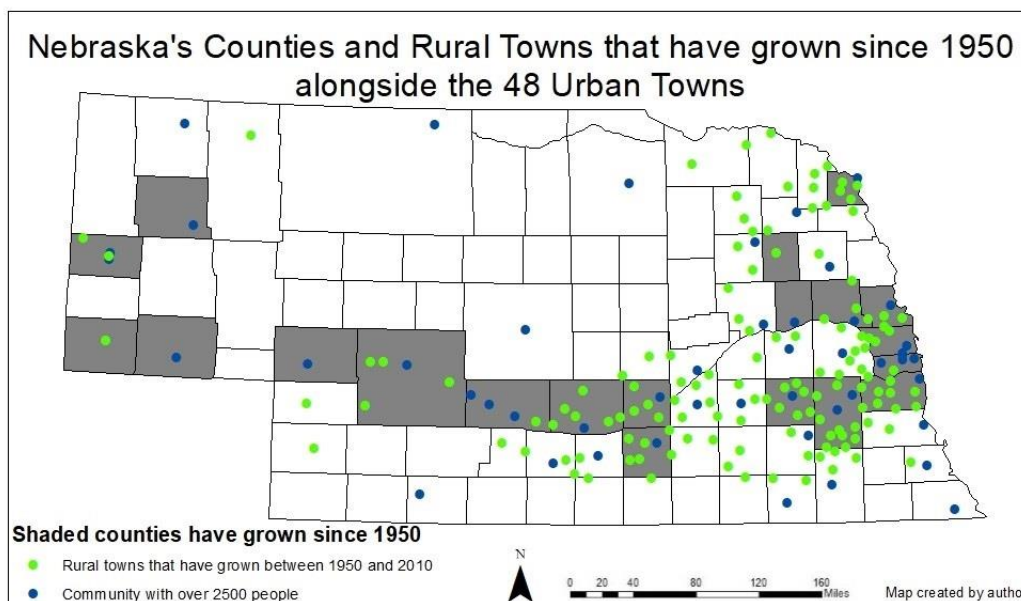 Nebraska's Counties and Rural Towns that have grown since 1950
alongside the 48 Urban Towns
Shaded counties have grown since 1950
Rural towns that have grown between 1950 and 2010
Community with over 2500 people
N
0 20 40 80 120 160
Miles
Map created by autho